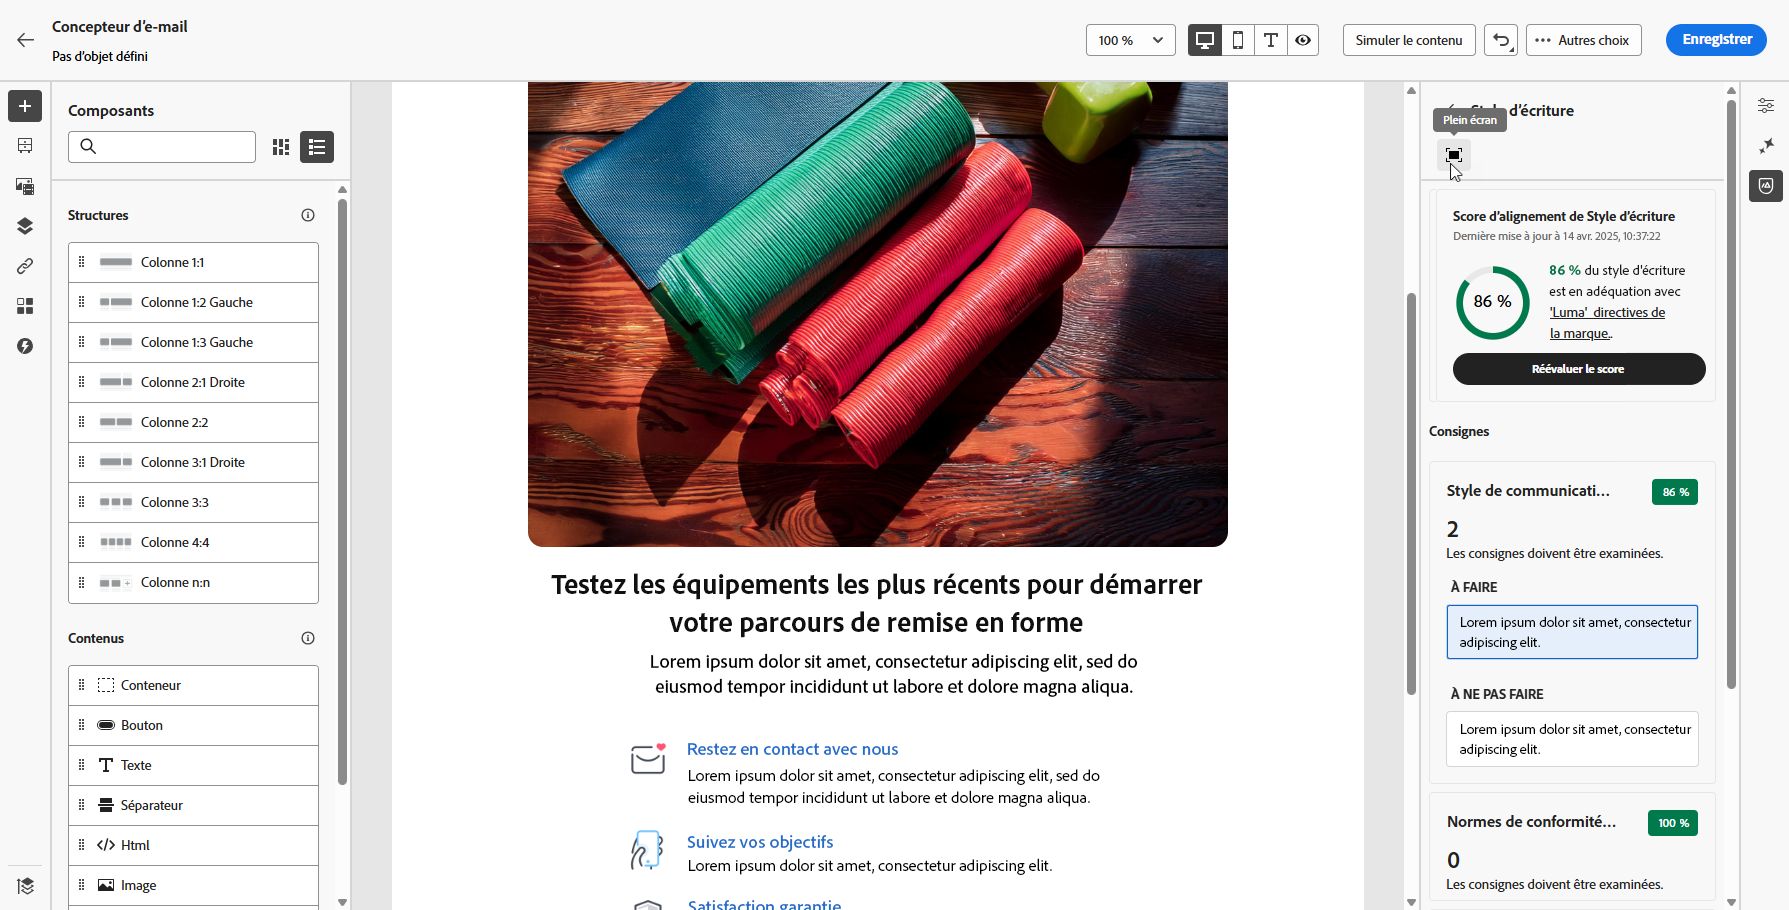 Concepteur d'e-mail
Pas d'objet défini
100 %
Simuler le contenu
Autres choix
Enregistrer
Composants
Structures
Colonne 1:1
Colonne 1:2 Gauche
Colonne 1:3 Gauche
Colonne 2:1 Droite
Colonne 2:2
Colonne 3:1 Droite
Colonne 3:3
Colonne 4:4
Colonne n:n
Contenus
Conteneur
Bouton
Texte
Séparateur
Html
Image
Testez les équipements les plus récents pour démarrer
votre parcours de remise en forme
Lorem ipsum dolor sit amet, consectetur adipiscing elit, sed do
eiusmod tempor incididunt ut labore et dolore magna aliqua.
Restez en contact avec nous
Lorem ipsum dolor sit amet, consectetur adipiscing elit, sed do
eiusmod tempor incididunt ut labore et dolore magna aliqua.
Suivez vos objectifs
Lorem ipsum dolor sit amet, consectetur adipiscing elit.
Satisfaction garantie
d'écriture
Plein écran
Score d'alignement de Style d'écriture
Dernière mise à jour à 14 avr. 2025, 10:37:22
86 %
86 % du style d'écriture
est en adéquation avec
'Luma' directives de
la marque..
Réévaluer le score
Consignes
Style de communicati...
86 %
2
Les consignes doivent être examinées.
À FAIRE
Lorem ipsum dolor sit amet, consectetur
adipiscing elit.
À NE PAS FAIRE
Lorem ipsum dolor sit amet, consectetur
adipiscing elit.
Normes de conformité...
100 %
0
Les consignes doivent être examinées.